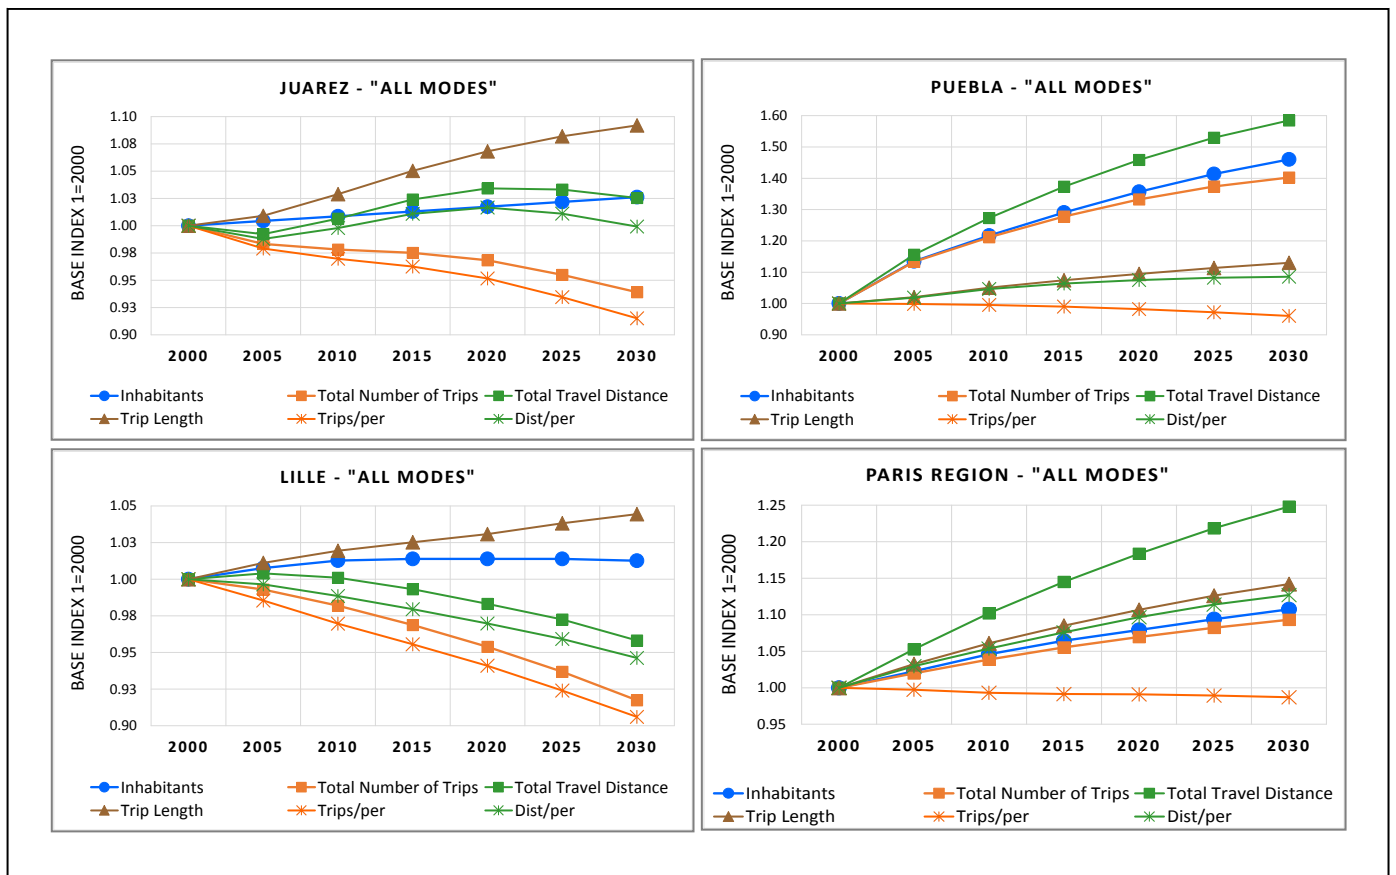 JUAREZ - "ALL MODES"
BASE INDEX 1=2000
1.10
1.08
1.05
1.03
1.00
0.98
0.95
0.93
0.90
2000 2005 2010 2015 2020 2025 2030
Inhabitants Total Number of Trips Total Travel Distance
Trip Length Trips/per Dist/per
PUEBLA - "ALL MODES"
BASE INDEX 1=2000
1.60
1.50
1.40
1.30
1.20
1.10
1.00
0.90
2000 2005 2010 2015 2020 2025 2030
Inhabitants Total Number of Trips Total Travel Distance
Trip Length Trips/per Dist/per
LILLE - "ALL MODES"
BASE INDEX 1=2000
1.05
1.03
1.00
0.98
0.95
0.93
0.90
2000 2005 2010 2015 2020 2025 2030
Inhabitants Total Number of Trips Total Travel Distance
Trip Length Trips/per Dist/per
PARIS REGION - "ALL MODES"
BASE INDEX 1=2000
1.25
1.20
1.15
1.10
1.05
1.00
0.95
2000 2005 2010 2015 2020 2025 2030
Inhabitants Total Number of Trips Total Travel Distance
Trip Length Trips/per Dist/per